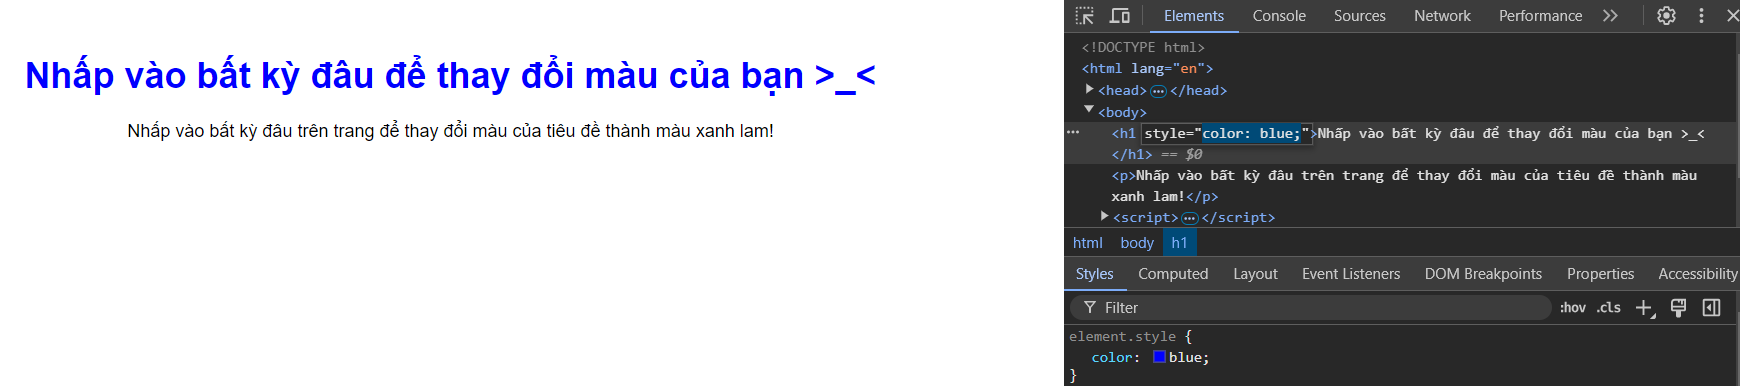 Nhấp vào bất kỳ đâu để thay đổi màu của bạn >_<
Nhấp vào bất kỳ đâu trên trang để thay đổi màu của tiêu đề thành màu xanh lam!
Elements Console Sources Network Performance
<!DOCTYPE html>
<html lang="en">
<head>…</head>
<body>
<h1 style="color: blue;">Nhấp vào bất kỳ đâu để thay đổi màu của bạn >_<
</h1> == $0
<p>Nhấp vào bất kỳ đâu trên trang để thay đổi màu của tiêu đề thành màu
xanh lam!</p>
<script>…</script>
html body h1
Styles Computed Layout Event Listeners DOM Breakpoints Properties Accessibility
Filter :hov .cls
element.style {
color: blue;
}